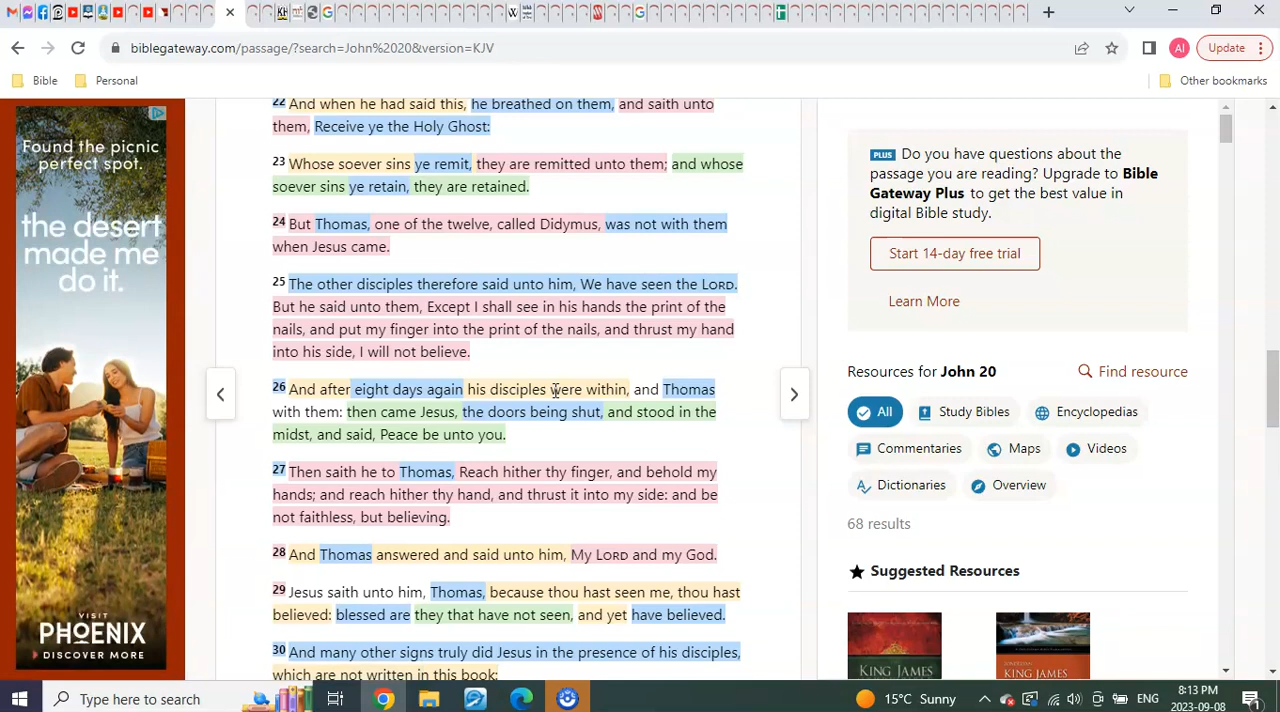 biblegateway.com/passage/?search=John%2020&version=KJV
AI
Update
Bible
Personal
Other bookmarks
Found the picnic
perfect spot.
the desert
made me
do it.
VISIT
PHOENIX
DISCOVER MORE
22 And when he had said this, he breathed on them, and saith unto
them, Receive ye the Holy Ghost:
23 Whose soever sins ye remit, they are remitted unto them; and whose
soever sins ye retain, they are retained.
24 But Thomas, one of the twelve, called Didymus, was not with them
when Jesus came.
25 The other disciples therefore said unto him, We have seen the LORD.
But he said unto them, Except I shall see in his hands the print of the
nails, and put my finger into the print of the nails, and thrust my hand
into his side, I will not believe.
26 And after eight days again his disciples were within, and Thomas
with them: then came Jesus, the doors being shut, and stood in the
midst, and said, Peace be unto you.
27 Then saith he to Thomas, Reach hither thy finger, and behold my
hands; and reach hither thy hand, and thrust it into my side: and be
not faithless, but believing.
28 And Thomas answered and said unto him, My LORD and my God.
29 Jesus saith unto him, Thomas, because thou hast seen me, thou hast
believed: blessed are they that have not seen, and yet have believed.
30 And many other signs truly did Jesus in the presence of his disciples,
which are not written in this book:
PLUS Do you have questions about the
passage you are reading? Upgrade to Bible
Gateway Plus to get the best value in
digital Bible study.
Start 14-day free trial
Learn More
Resources for John 20
Find resource
All
Study Bibles
Encyclopedias
Commentaries
Maps
Videos
Dictionaries
Overview
68 results
Suggested Resources
KING JAMES
KING JAMES
Type here to search
15°C Sunny
ENG
8:13 PM
2023-09-08